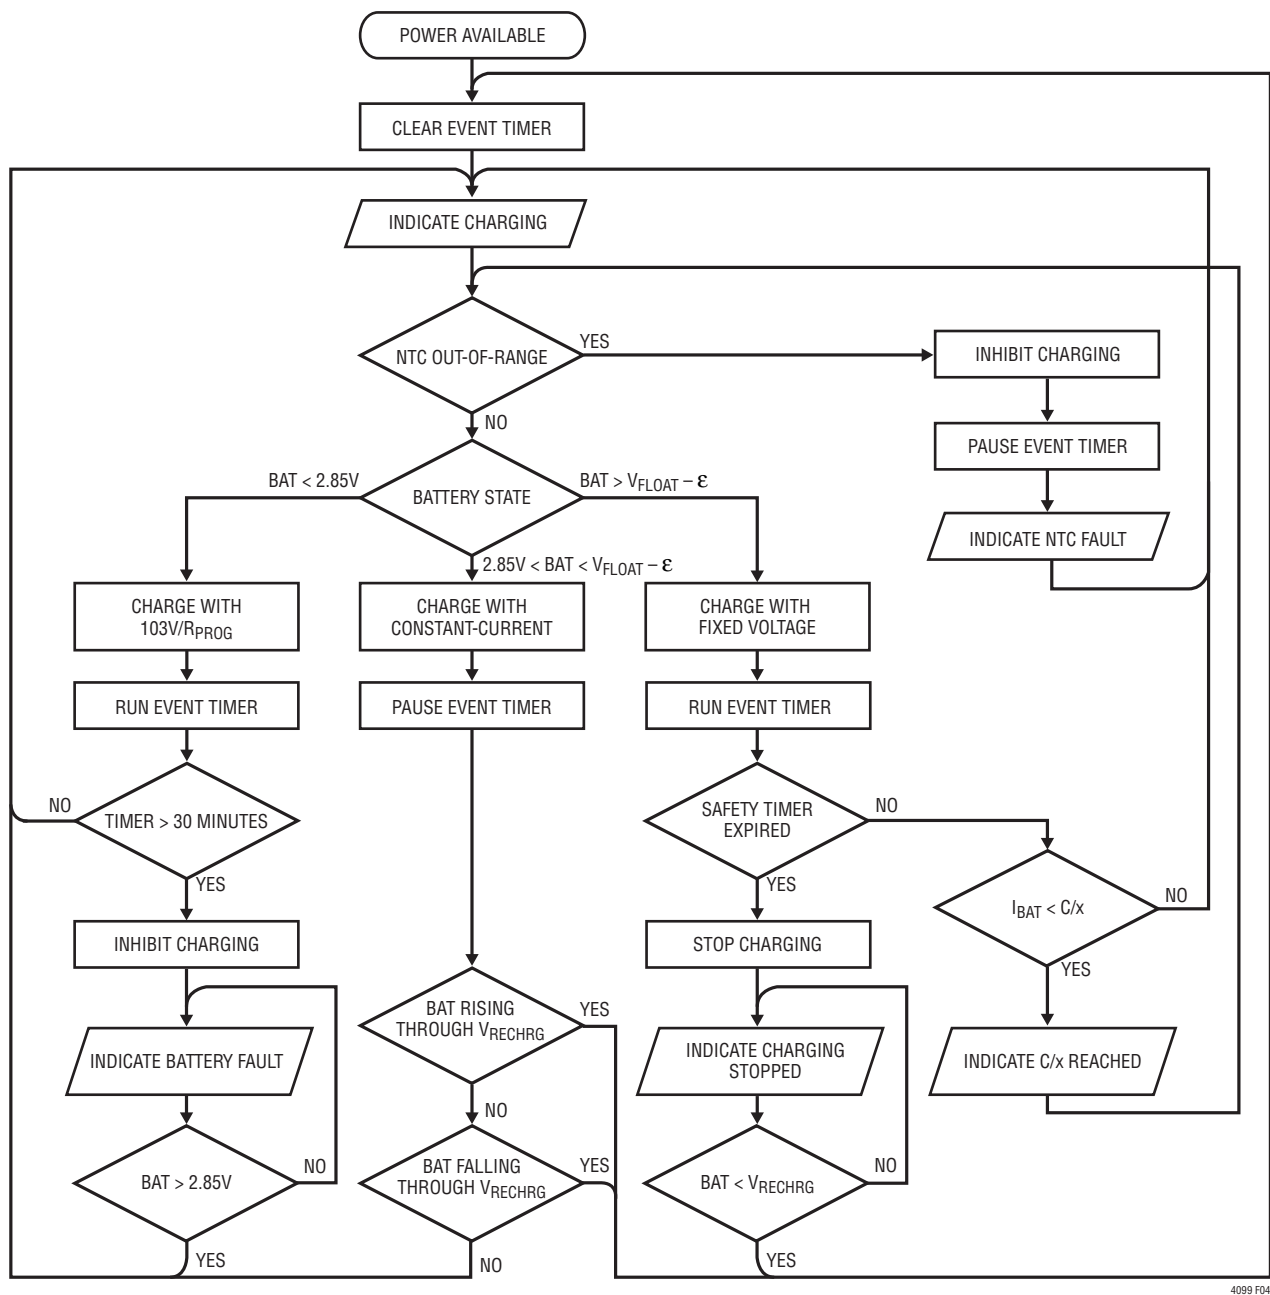 POWER AVAILABLE
CLEAR EVENT TIMER
INDICATE CHARGING
NTC OUT-OF-RANGE
YES
INHIBIT CHARGING
NO
PAUSE EVENT TIMER
INDICATE NTC FAULT
BATTERY STATE
BAT < 2.85V
BAT > VFLOAT – ε
2.85V < BAT < VFLOAT – ε
CHARGE WITH
103V/RPROG
CHARGE WITH
CONSTANT-CURRENT
CHARGE WITH
FIXED VOLTAGE
RUN EVENT TIMER
PAUSE EVENT TIMER
RUN EVENT TIMER
NO
TIMER > 30 MINUTES
SAFETY TIMER
EXPIRED
NO
YES
YES
IBAT < C/x
NO
YES
INHIBIT CHARGING
STOP CHARGING
BAT RISING
THROUGH VRECHRG
YES
NO
INDICATE BATTERY FAULT
INDICATE CHARGING
STOPPED
INDICATE C/x REACHED
BAT > 2.85V
NO
YES
BAT FALLING
THROUGH VRECHRG
YES
NO
BAT < VRECHRG
NO
YES
4099 F04